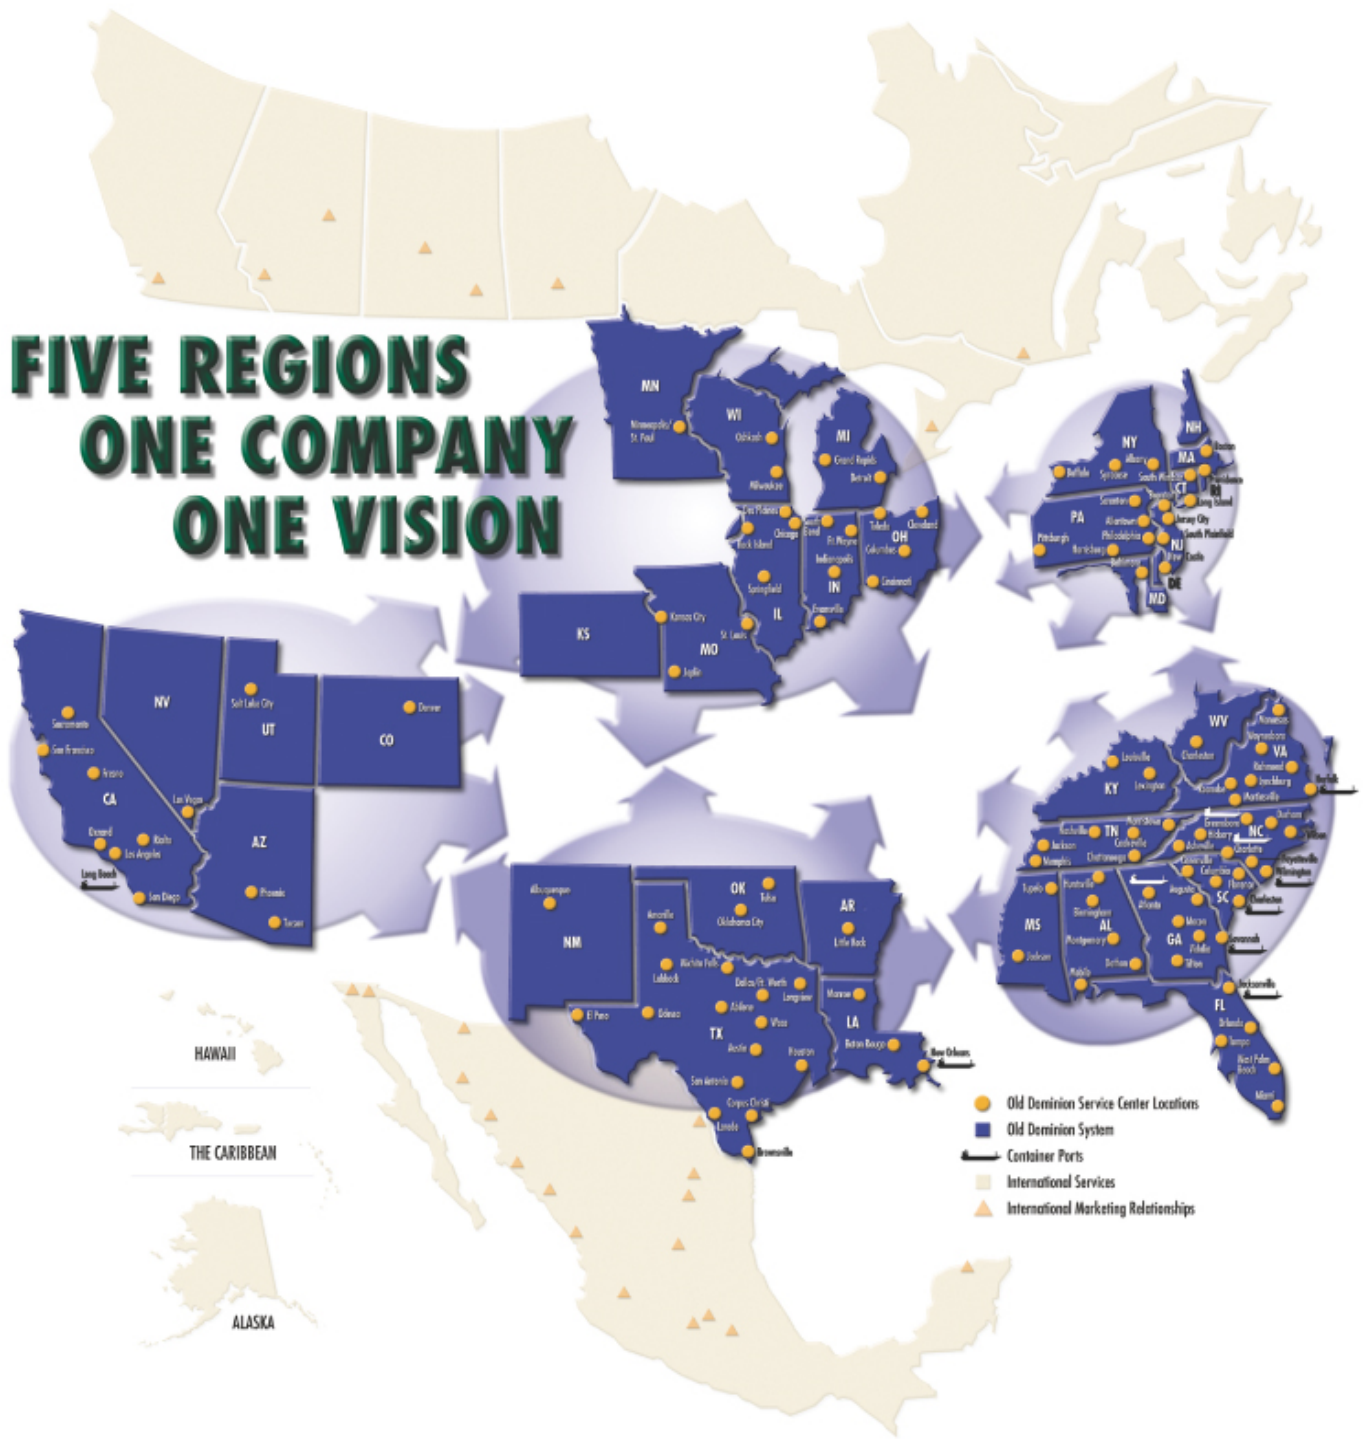 FIVE REGIONS
ONE COMPANY
ONE VISION
MN
Minneapolis/
St. Paul
WI
Oshkosh
Milwaukee
MI
Grand Rapids
Detroit
Des Plaines
Chicago
Rock Island
Springfield
IL
South
Bend
Ft. Wayne
Indianapolis
IN
Evansville
Toledo
Cleveland
OH
Columbus
Cincinnati
KS
Kansas City
St. Louis
MO
Joplin
NH
Boston
NY
Albany
MA
Buffalo
Syracuse
CT
RI
Long Island
Scranton
PA
Allentown
Jersey City
South Plainfield
Philadelphia
NJ
Pittsburgh
Harrisburg
Baltimore
DE
MD
NV
Salt Lake City
UT
Denver
CO
Sacramento
San Francisco
Fresno
CA
Las Vegas
Oxnard
Rialto
Los Angeles
Long Beach
San Diego
AZ
Phoenix
Tucson
WV
Manassas
Waynesboro
Charleston
VA
Richmond
Louisville
Lexington
KY
Roanoke
Lynchburg
Norfolk
Martinsville
Nashville
TN
Morristown
Greensboro
Durham
Hickory
NC
Wilson
Jackson
Cookeville
Asheville
Charlotte
Memphis
Chattanooga
Greenville
Fayetteville
Columbia
Wilmington
Tupelo
Huntsville
Florence
Atlanta
Augusta
SC
Charleston
Birmingham
MS
AL
Macon
GA
Vidalia
Savannah
Montgomery
Jackson
Dothan
Tifton
Mobile
Jacksonville
FL
Orlando
Tampa
West Palm
Beach
Miami
Albuquerque
NM
OK
Tulsa
Oklahoma City
Amarillo
AR
Little Rock
Lubbock
Wichita Falls
Dallas/Ft. Worth
Longview
Monroe
El Paso
Odessa
Abilene
TX
Waco
LA
Austin
Houston
Baton Rouge
New Orleans
San Antonio
Corpus Christi
Laredo
Brownsville
HAWAII
THE CARIBBEAN
ALASKA
Old Dominion Service Center Locations
Old Dominion System
Container Ports
International Services
International Marketing Relationships